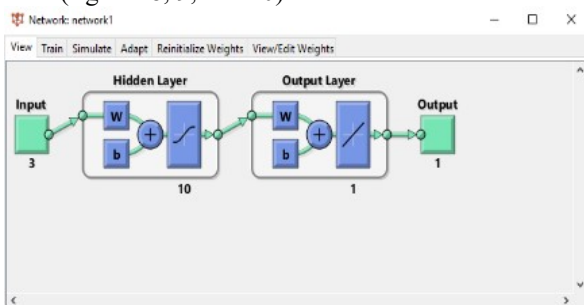 Network: network1
View Train Simulate Adapt Reinitialize Weights View/Edit Weights
Hidden Layer Output Layer
Input Output
W W
b b
3 10 1 1